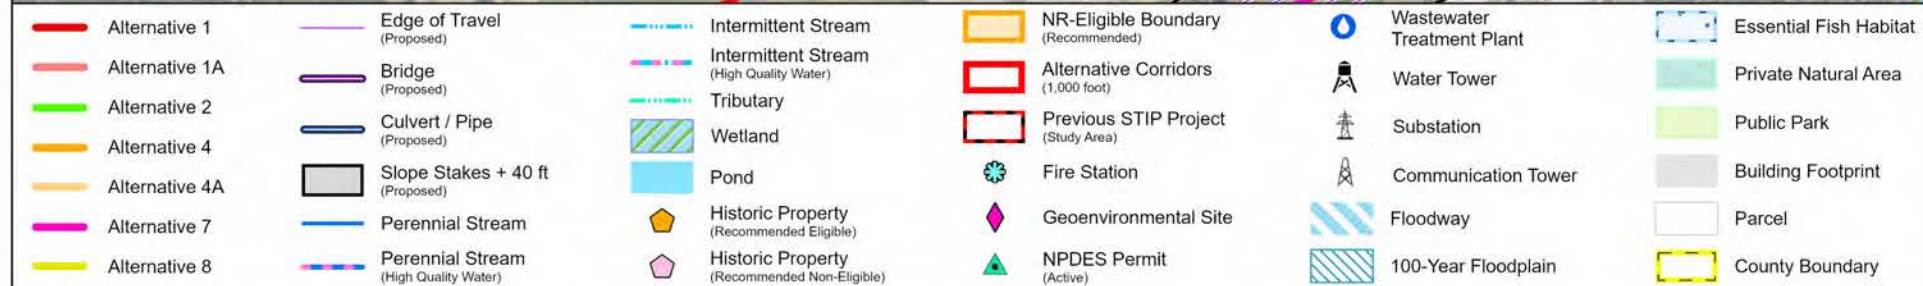 Alternative 1
Alternative 1A
Alternative 2
Alternative 4
Alternative 4A
Alternative 7
Alternative 8
Edge of Travel
(Proposed)
Bridge
(Proposed)
Culvert / Pipe
(Proposed)
Slope Stakes + 40 ft
(Proposed)
Perennial Stream
Perennial Stream
(High Quality Water)
Intermittent Stream
Intermittent Stream
(High Quality Water)
Tributary
Wetland
Pond
Historic Property
(Recommended Eligible)
Historic Property
(Recommended Non-Eligible)
NR-Eligible Boundary
(Recommended)
Alternative Corridors
(1,000 foot)
Previous STIP Project
(Study Area)
Fire Station
Geoenvironmental Site
NPDES Permit
(Active)
Wastewater
Treatment Plant
Water Tower
Substation
Communication Tower
Floodway
100-Year Floodplain
Essential Fish Habitat
Private Natural Area
Public Park
Building Footprint
Parcel
County Boundary